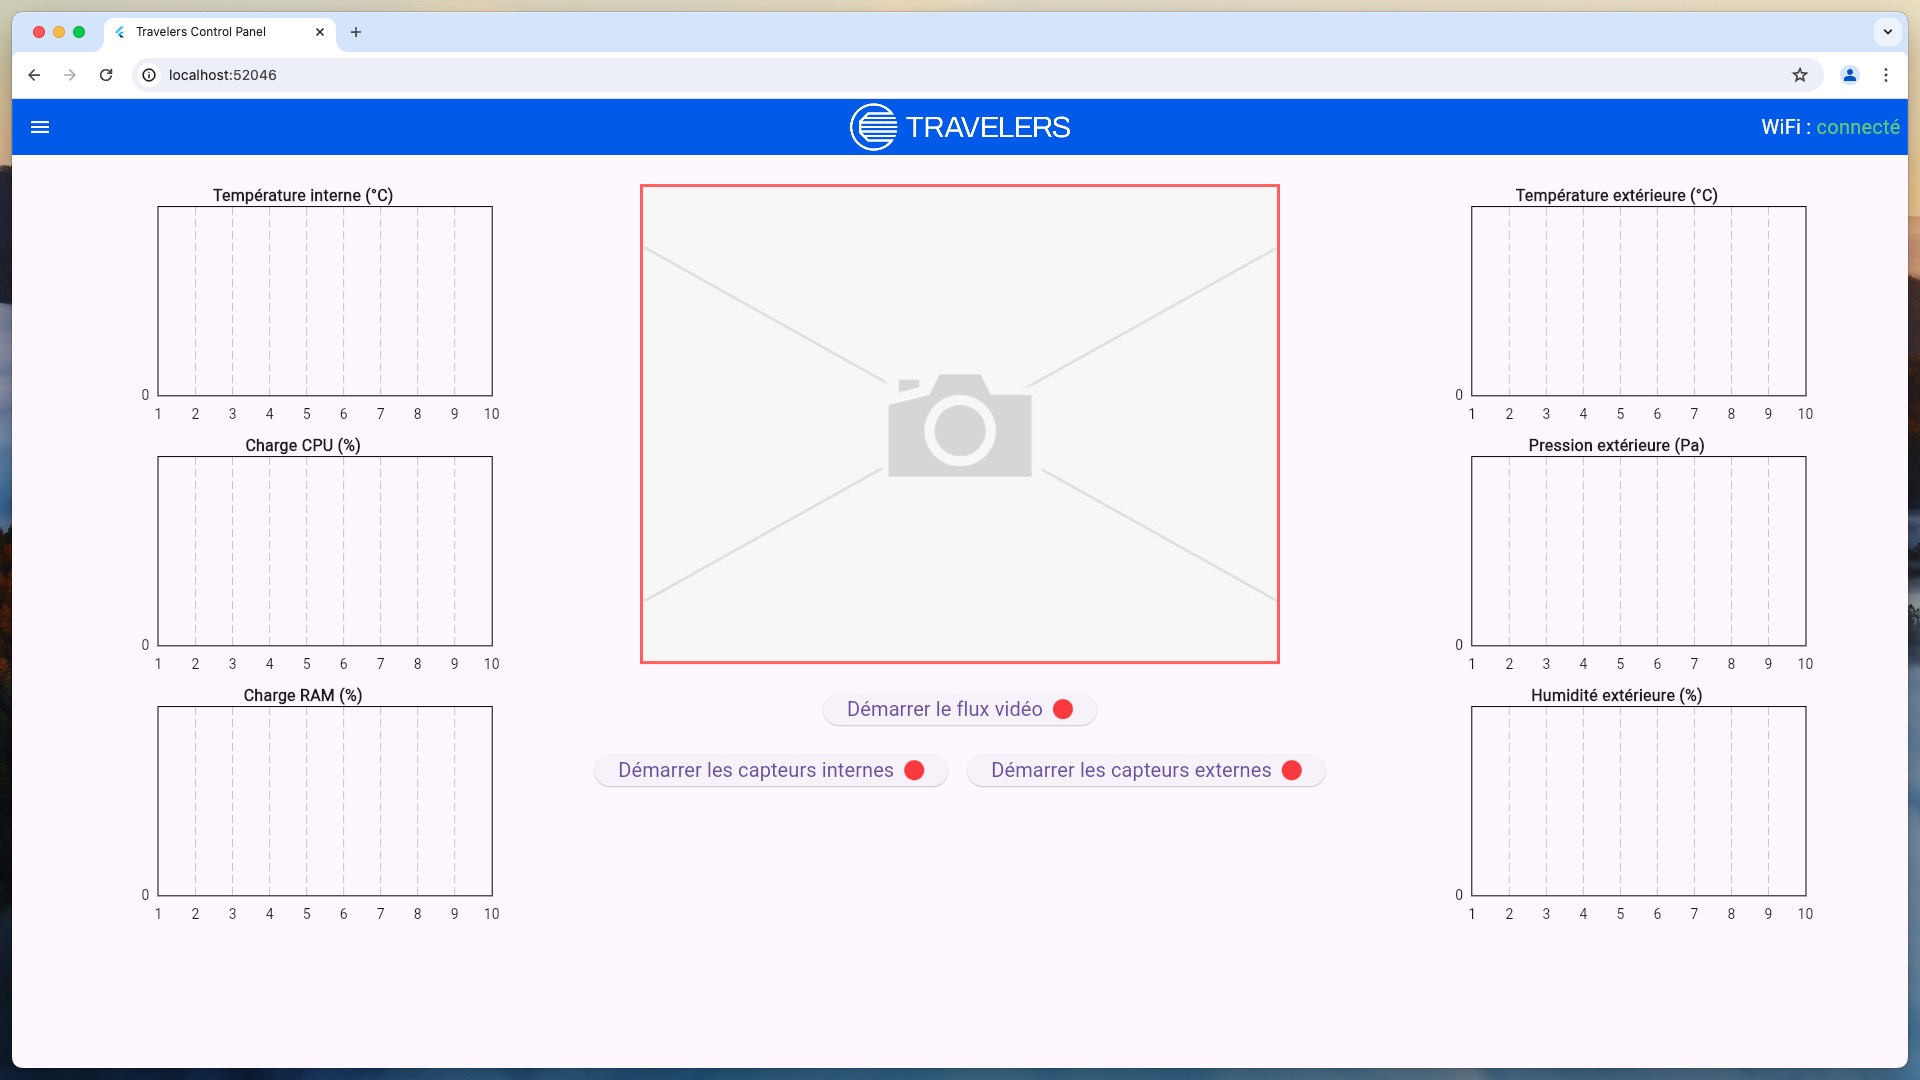 Travelers Control Panel
localhost:52046
TRAVELERS
WiFi : connecté
Température interne (°C)
0
1 2 3 4 5 6 7 8 9 10
Charge CPU (%)
0
1 2 3 4 5 6 7 8 9 10
Charge RAM (%)
0
1 2 3 4 5 6 7 8 9 10
Démarrer le flux vidéo
Démarrer les capteurs internes
Démarrer les capteurs externes
Température extérieure (°C)
0
1 2 3 4 5 6 7 8 9 10
Pression extérieure (Pa)
0
1 2 3 4 5 6 7 8 9 10
Humidité extérieure (%)
0
1 2 3 4 5 6 7 8 9 10